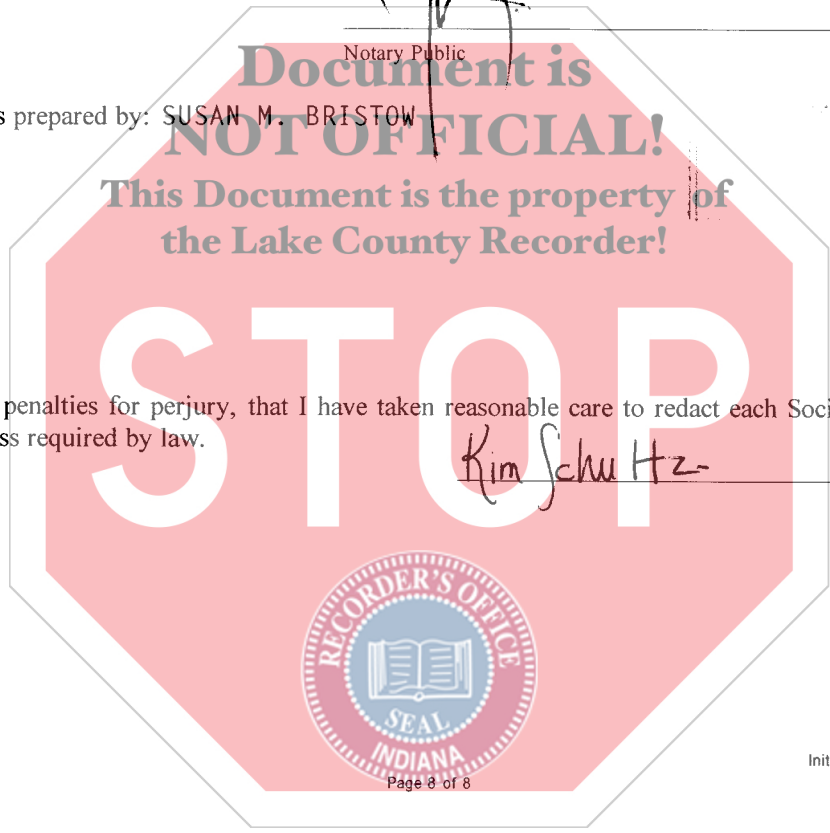 Notary Public
Document is
s prepared by: SUSAN M. BRISTOW
NOT OFFICIAL!
This Document is the property of
the Lake County Recorder!
STOP
penalties for perjury, that I have taken reasonable care to redact each Soci
ss required by law.
Kim Schultz
RECORDER'S OFFICE
SEAL
INDIANA
Init
Page 8 of 8